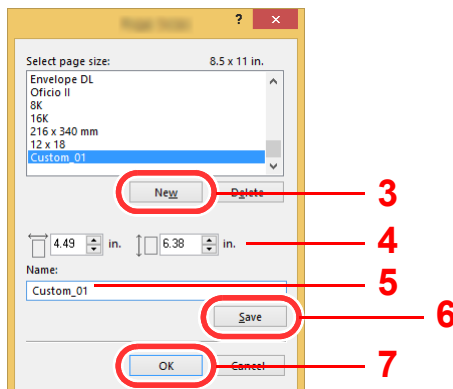 ?
Select page size: 8.5 x 11 in.
Envelope DL
Oficio II
8K
16K
216 x 340 mm
12 x 18
Custom_01
New Delete 3
4.49 in. 6.38 in. 4
Name:
Custom_01 5
Save 6
OK Cancel 7